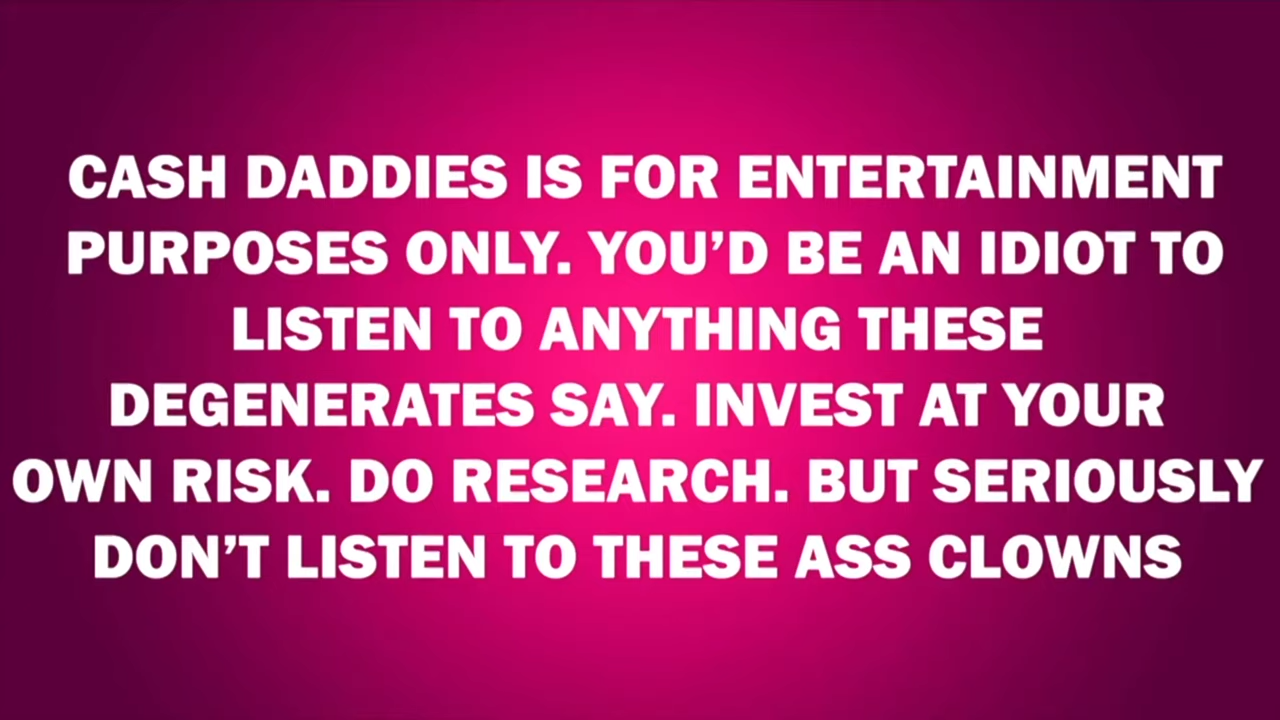 CASH DADDIES IS FOR ENTERTAINMENT
PURPOSES ONLY. YOU’D BE AN IDIOT TO
LISTEN TO ANYTHING THESE
DEGENERATES SAY. INVEST AT YOUR
OWN RISK. DO RESEARCH. BUT SERIOUSLY
DON’T LISTEN TO THESE ASS CLOWNS